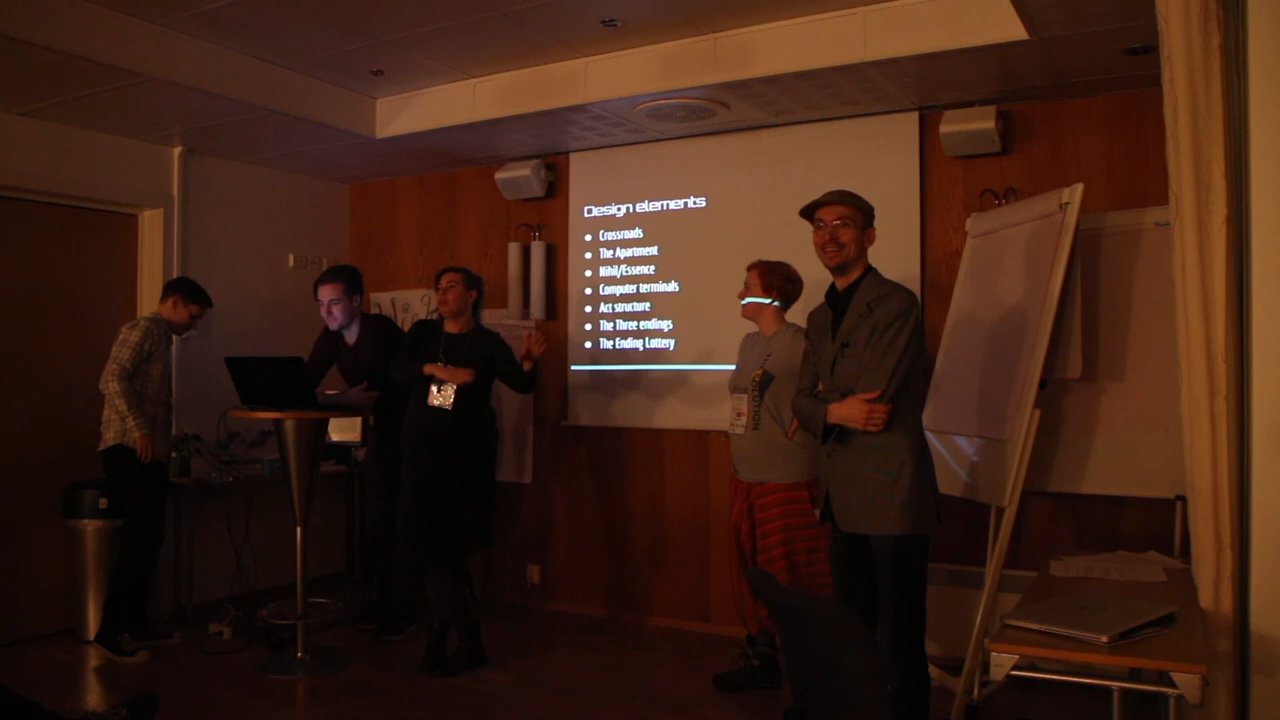 Design elements
Crossroads
The Apartment
Nihil/Essence
Computer terminals
Act structure
The Three endings
The Ending Lottery